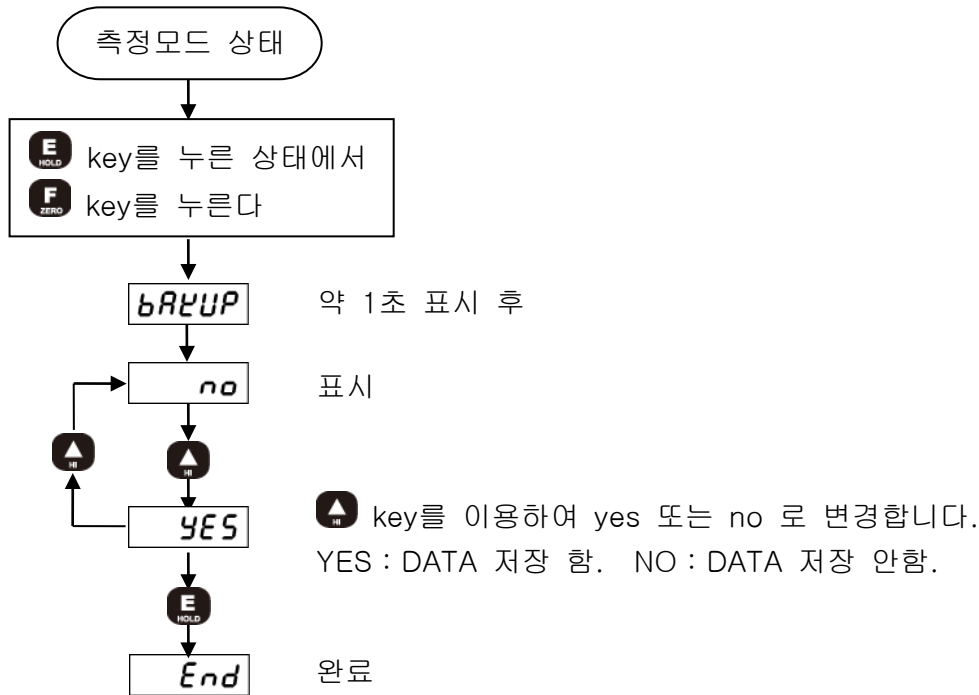 측정모드 상태
E HOLD key를 누른 상태에서
F ZERO key를 누른다
bAKUP 약 1초 표시 후
no 표시
HI HI
yES
HI key를 이용하여 yes 또는 no 로 변경합니다.
YES : DATA 저장 함. NO : DATA 저장 안함.
E HOLD
End 완료